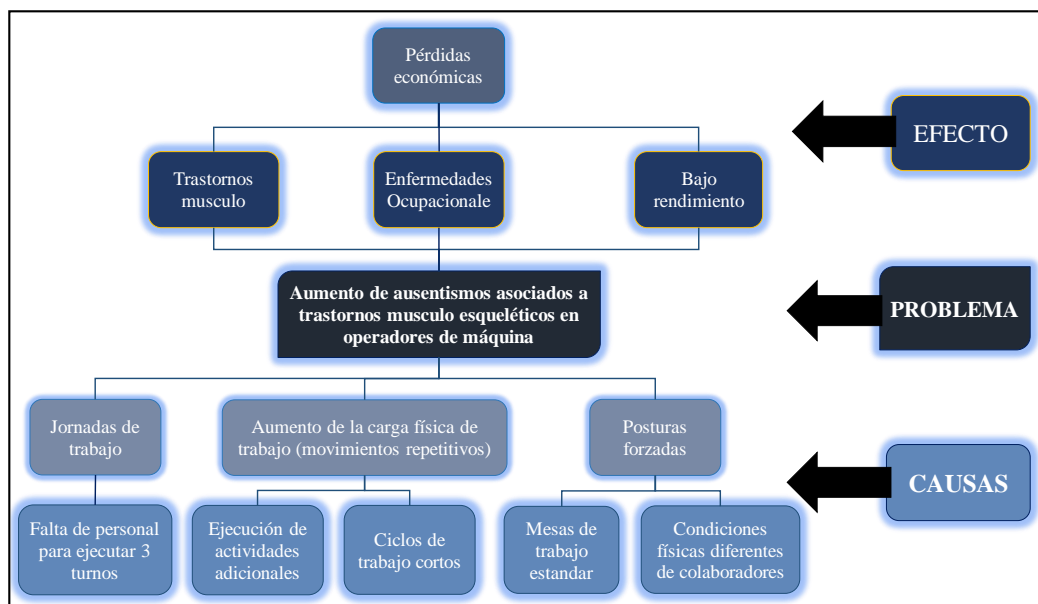 Pérdidas
económicas
EFECTO
Trastornos
musculo
Enfermedades
Ocupacionale
Bajo
rendimiento
Aumento de ausentismos asociados a
trastornos musculo esqueléticos en
operadores de máquina
PROBLEMA
Jornadas de
trabajo
Aumento de la carga física de
trabajo (movimientos repetitivos)
Posturas
forzadas
CAUSAS
Falta de personal
para ejecutar 3
turnos
Ejecución de
actividades
adicionales
Ciclos de
trabajo cortos
Mesas de
trabajo
estandar
Condiciones
físicas diferentes
de colaboradores